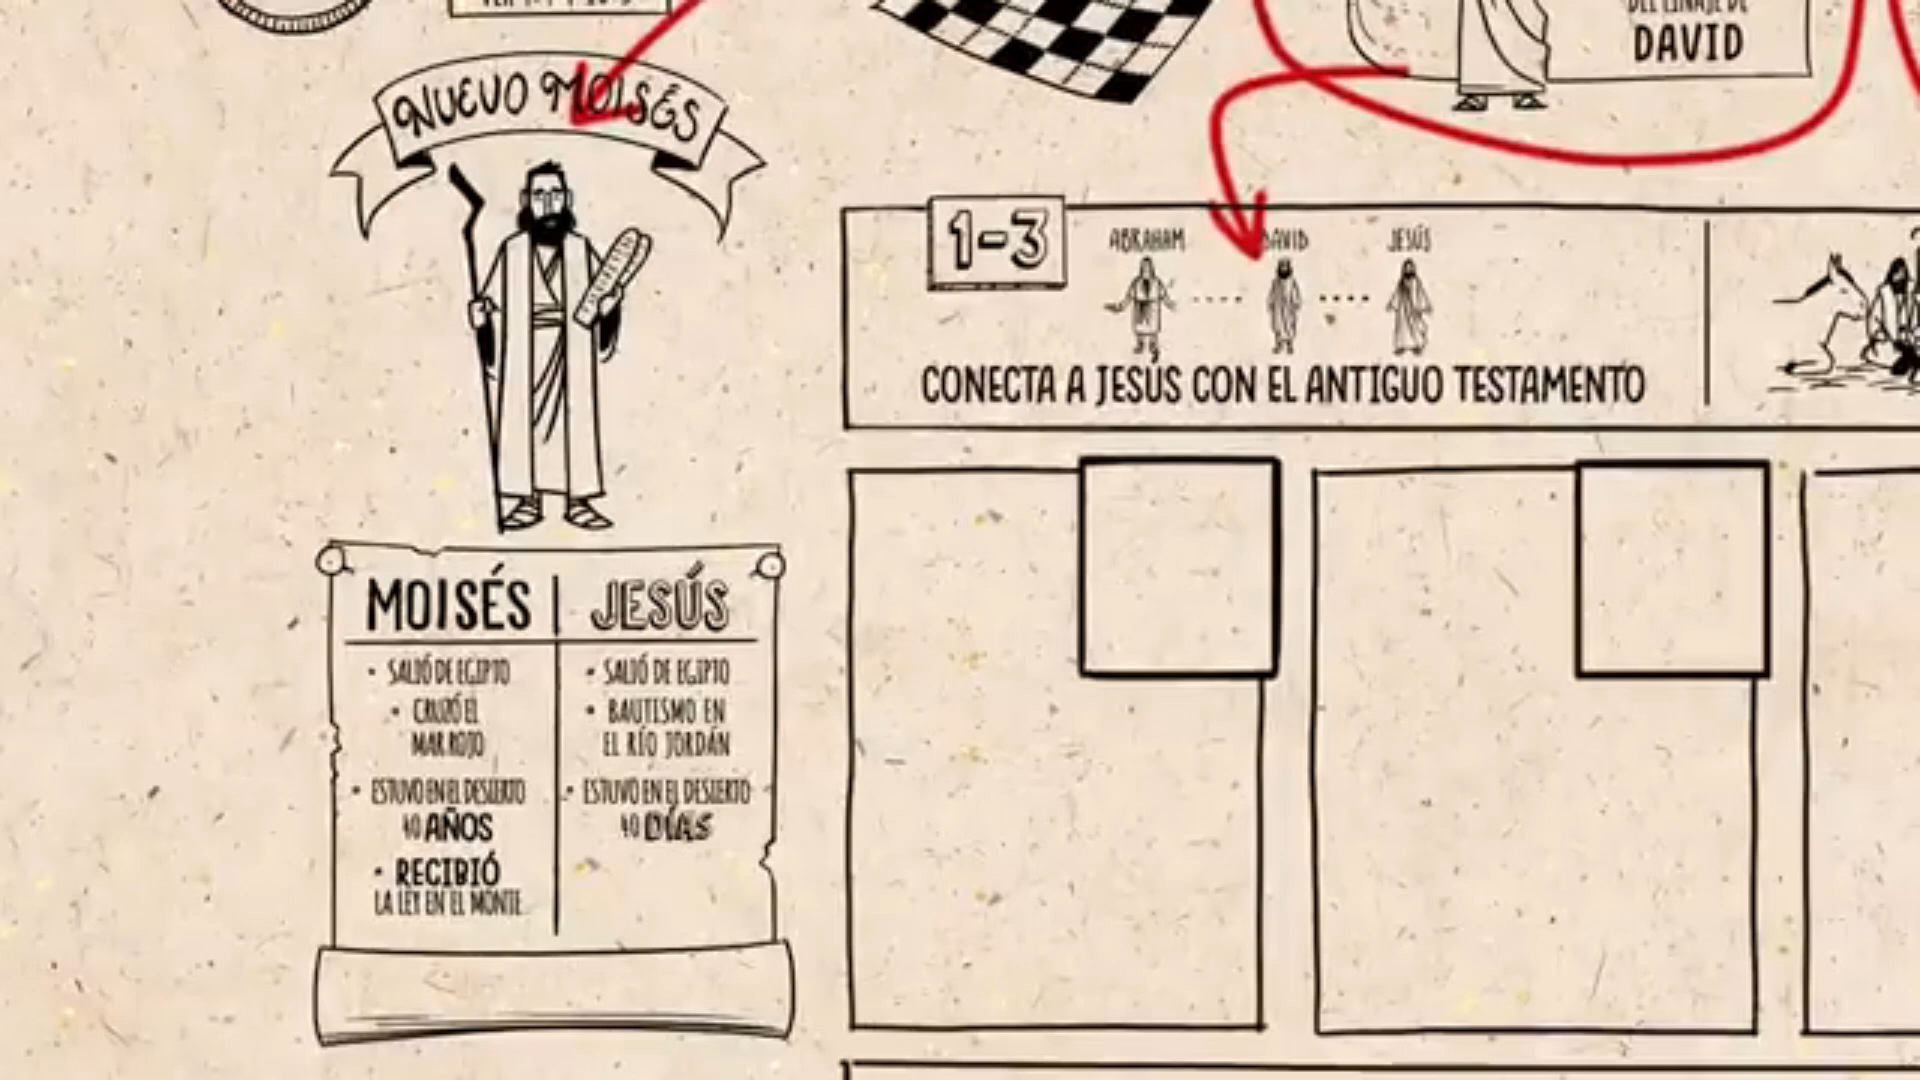 DEL LINAJE DE
DAVID
NUEVO MOISÉS
1-3
ABRAHAM
DAVID
JESÚS
CONECTA A JESÚS CON EL ANTIGUO TESTAMENTO
MOISÉS
• SALIÓ DE EGIPTO
• CRUZÓ EL
MAR ROJO
• ESTUVO EN EL DESIERTO
40 AÑOS
• RECIBIÓ
LA LEY EN EL MONTE
JESÚS
• SALIÓ DE EGIPTO
• BAUTISMO EN
EL RÍO JORDÁN
• ESTUVO EN EL DESIERTO
40 DÍAS